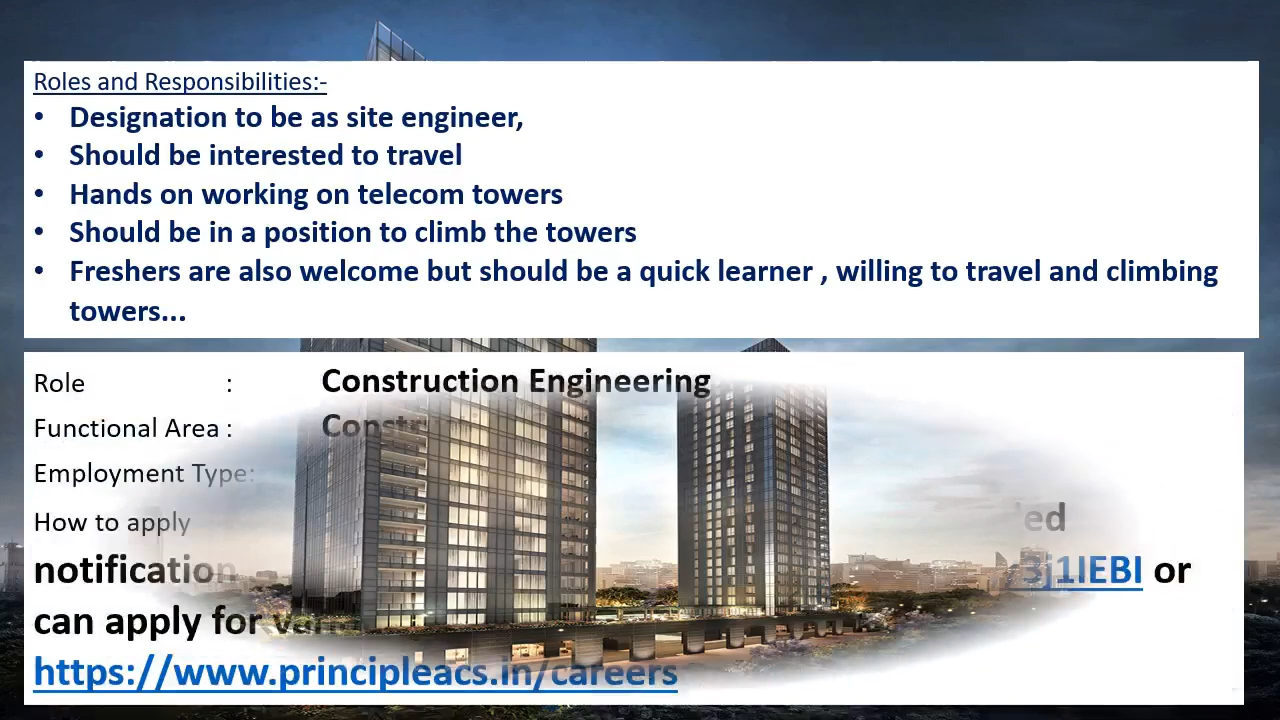 Roles and Responsibilities:-
• Designation to be as site engineer,
• Should be interested to travel
• Hands on working on telecom towers
• Should be in a position to climb the towers
• Freshers are also welcome but should be a quick learner , willing to travel and climbing
towers...
Role : Construction Engineering
Functional Area :
Employment Type:
How to apply
notification or
can apply for
https://www.principleacs.in/careers